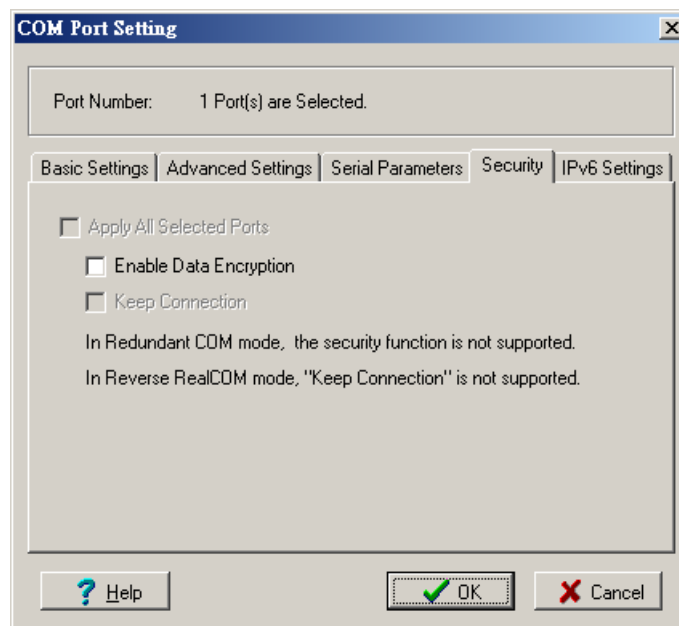 COM Port Setting
Port Number: 1 Port(s) are Selected.
Basic Settings Advanced Settings Serial Parameters Security IPv6 Settings
Apply All Selected Ports
Enable Data Encryption
Keep Connection
In Redundant COM mode, the security function is not supported.
In Reverse RealCOM mode, "Keep Connection" is not supported.
? Help OK Cancel